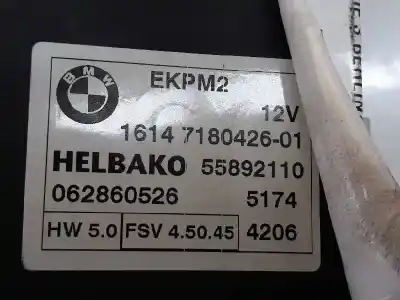 BMW
EKPM2
12V
1614 7180426-01
HELBAKO 55892110
062860526 5174
HW 5.0 FSV 4.50.45 4206